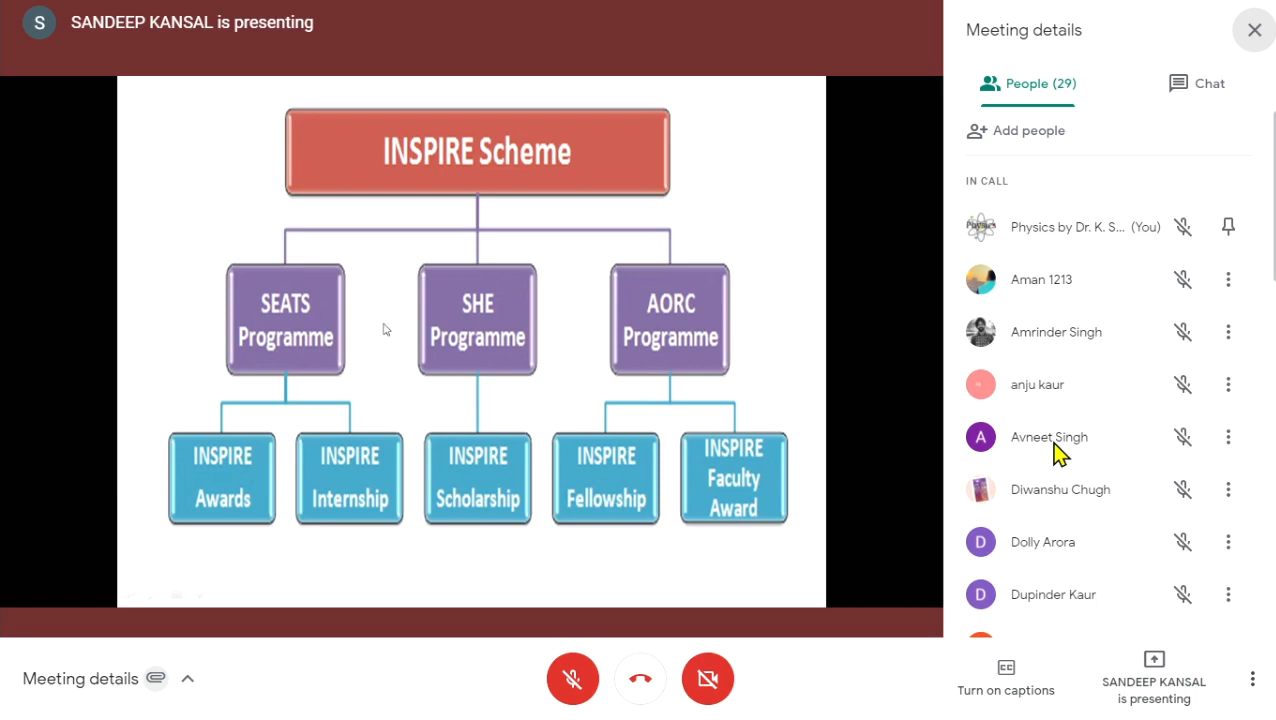 S
SANDEEP KANSAL is presenting
INSPIRE Scheme
SEATS
Programme
SHE
Programme
AORC
Programme
INSPIRE
Awards
INSPIRE
Internship
INSPIRE
Scholarship
INSPIRE
Fellowship
INSPIRE
Faculty
Award
Meeting details
People (29)
Chat
Add people
IN CALL
Physics
Physics by Dr. K. S... (You)
Aman 1213
Amrinder Singh
anju kaur
A
Avneet Singh
Diwanshu Chugh
D
Dolly Arora
D
Dupinder Kaur
Meeting details
CC
Turn on captions
SANDEEP KANSAL
is presenting